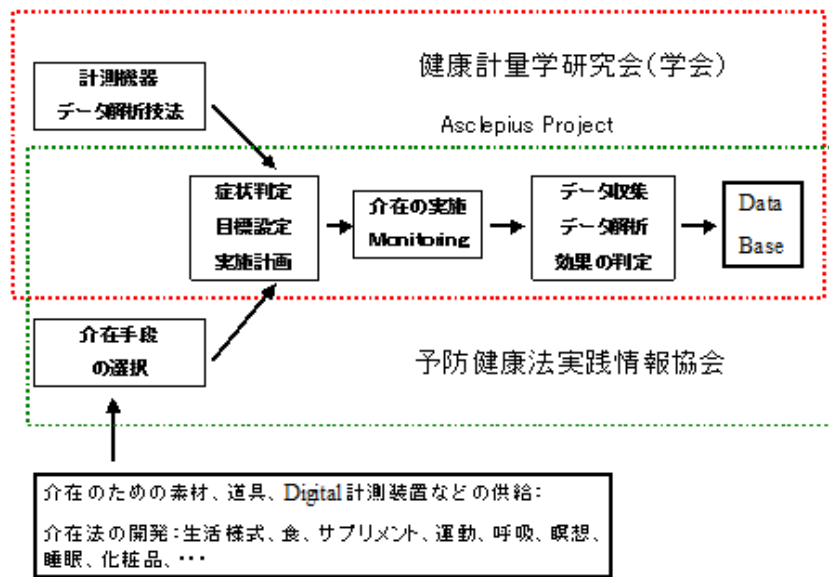 健康計量学研究会(学会)
計測機器
データ解析技法
Asclepius Project
症状判定
目標設定
実施計画
介在の実施
Monitoring
データ収集
データ解析
効果の判定
Data
Base
介在手段
の選択
予防健康法実践情報協会
介在のための素材、道具、Digital計測装置などの供給:
介在法の開発:生活様式、食、サプリメント、運動、呼吸、瞑想、
睡眠、化粧品、・・・